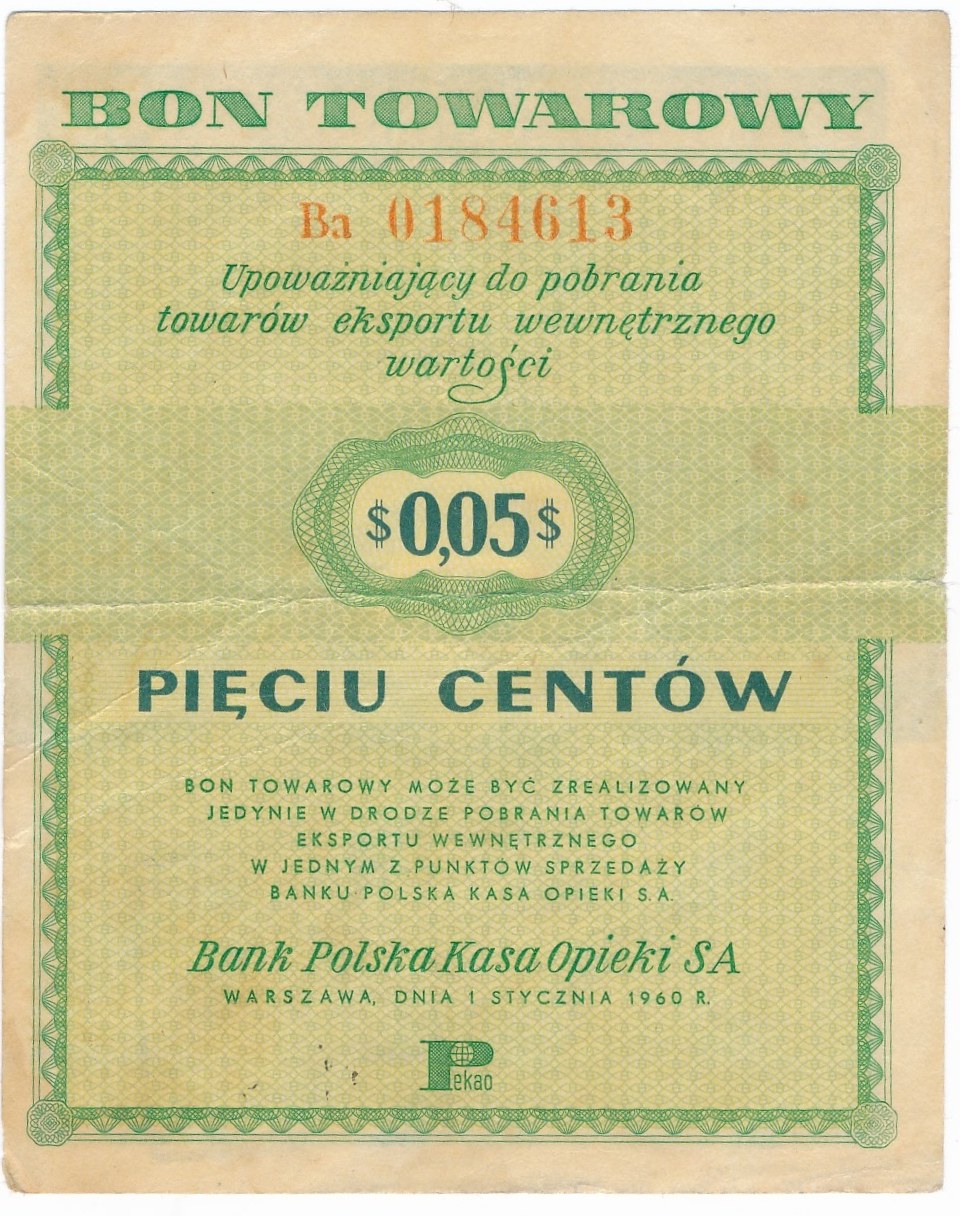 BON TOWAROWY
Ba 0184613
Upoważniający do pobrania
towarów eksportu wewnętrznego
wartości
$0,05$
PIĘCIU CENTÓW
BON TOWAROWY MOŻE BYĆ ZREALIZOWANY
JEDYNIE W DRODZE POBRANIA TOWARÓW
EKSPORTU WEWNĘTRZNEGO
W JEDNYM Z PUNKTÓW SPRZEDAŻY
BANKU POLSKA KASA OPIEKI S.A.
Bank Polska Kasa Opieki SA
WARSZAWA, DNIA 1 STYCZNIA 1960 R.
Pekao